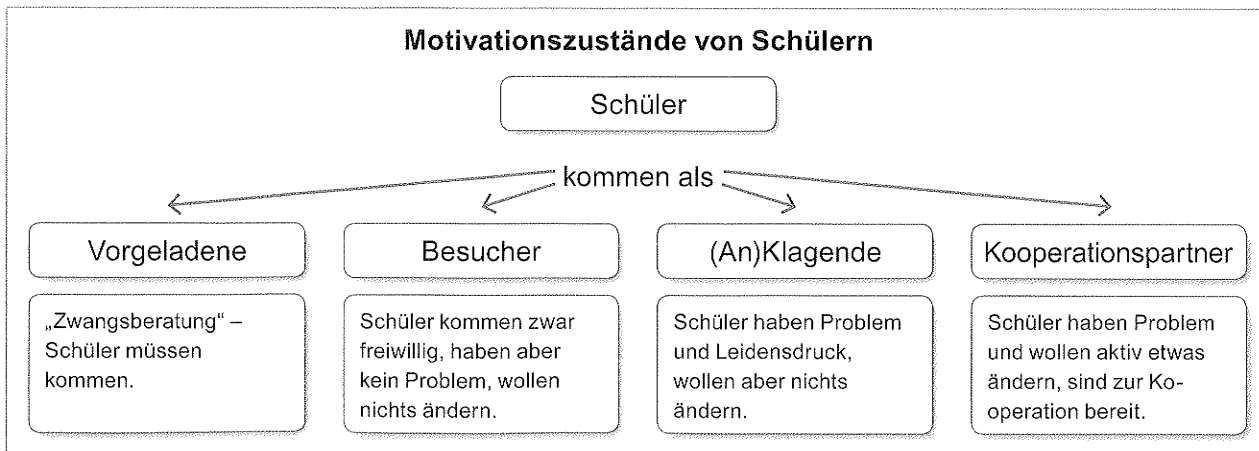 Motivationszustände von Schülern
Schüler
kommen als
Vorgeladene
„Zwangsberatung“ –
Schüler müssen
kommen.
Besucher
Schüler kommen zwar
freiwillig, haben aber
kein Problem, wollen
nichts ändern.
(An)Klagende
Schüler haben Problem
und Leidensdruck,
wollen aber nichts
ändern.
Kooperationspartner
Schüler haben Problem
und wollen aktiv etwas
ändern, sind zur Ko-
operation bereit.